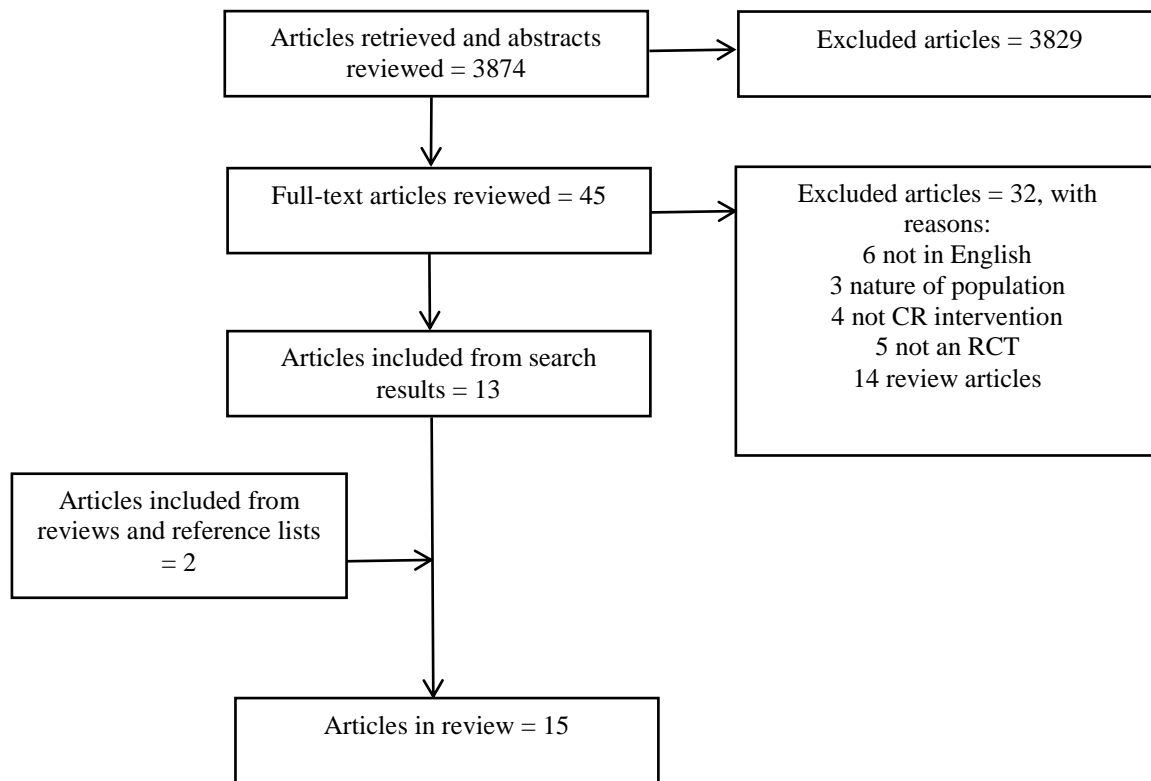 Articles retrieved and abstracts
reviewed = 3874
Excluded articles = 3829
Full-text articles reviewed = 45
Excluded articles = 32, with
reasons:
6 not in English
3 nature of population
4 not CR intervention
5 not an RCT
14 review articles
Articles included from search
results = 13
Articles included from
reviews and reference lists
= 2
Articles in review = 15